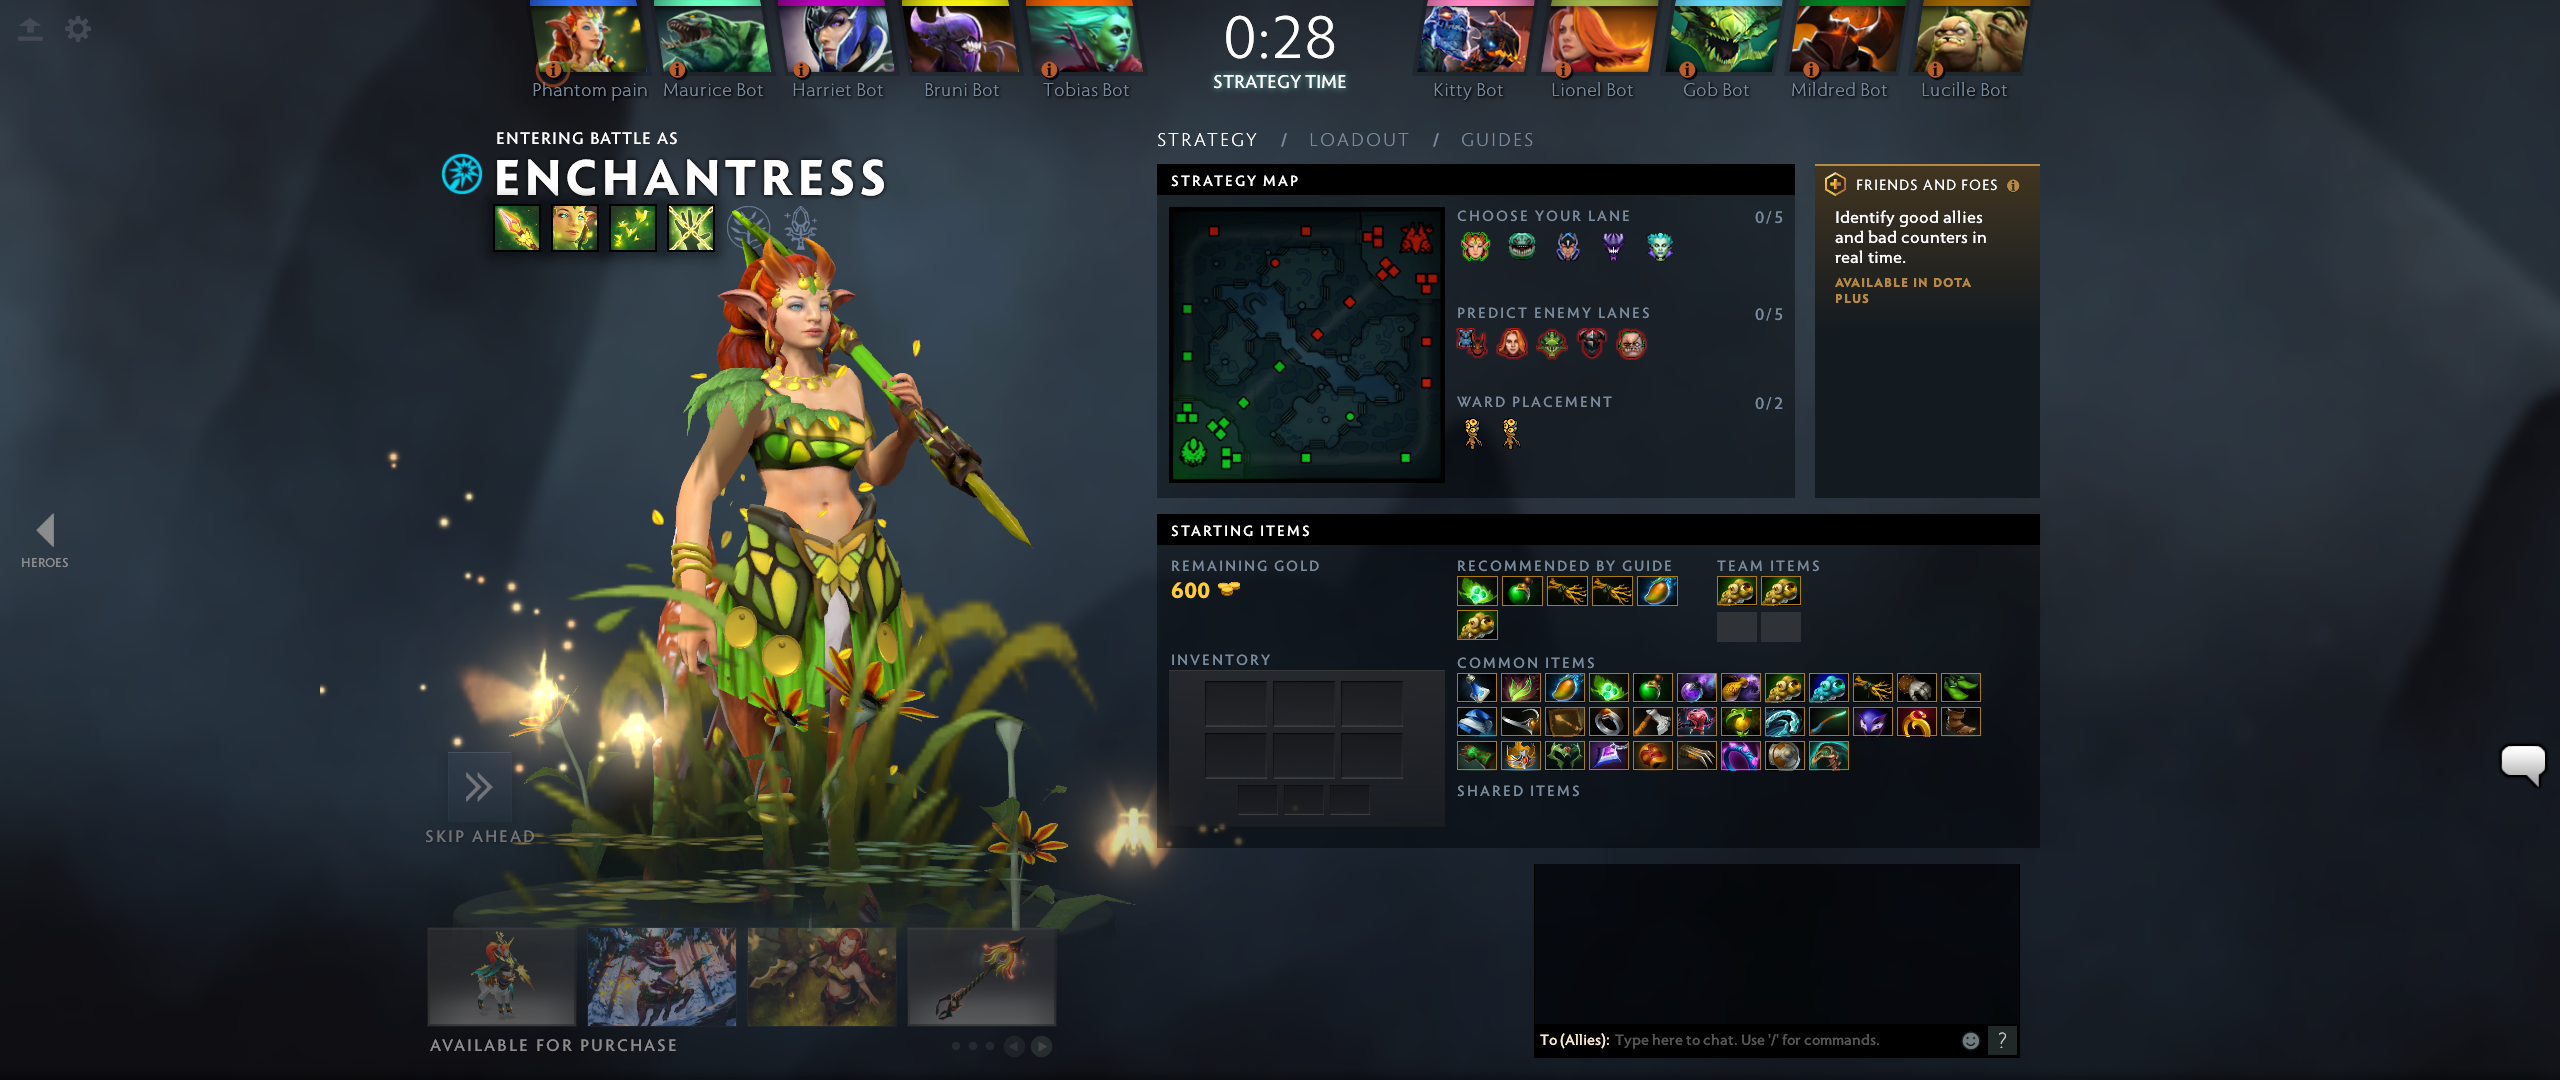 0:28
STRATEGY TIME
Phantom pain
Maurice Bot
Harriet Bot
Bruni Bot
Tobias Bot
Kitty Bot
Lionel Bot
Gob Bot
Mildred Bot
Lucille Bot
ENTERING BATTLE AS
ENCHANTRESS
HEROES
SKIP AHEAD
AVAILABLE FOR PURCHASE
STRATEGY / LOADOUT / GUIDES
STRATEGY MAP
CHOOSE YOUR LANE 0/5
PREDICT ENEMY LANES 0/5
WARD PLACEMENT 0/2
FRIENDS AND FOES
Identify good allies
and bad counters in
real time.
AVAILABLE IN DOTA
PLUS
STARTING ITEMS
REMAINING GOLD
600
INVENTORY
RECOMMENDED BY GUIDE
TEAM ITEMS
COMMON ITEMS
SHARED ITEMS
To (Allies): Type here to chat. Use '/' for commands.
?